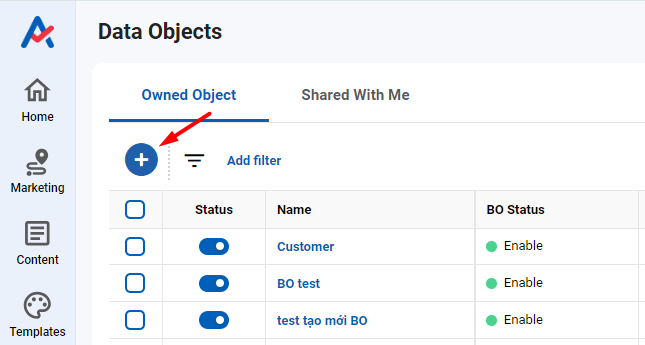 Data Objects
Home
Marketing
Content
Templates
Owned Object
Shared With Me
Add filter
Status Name BO Status
Customer Enable
BO test Enable
test tạo mới BO Enable